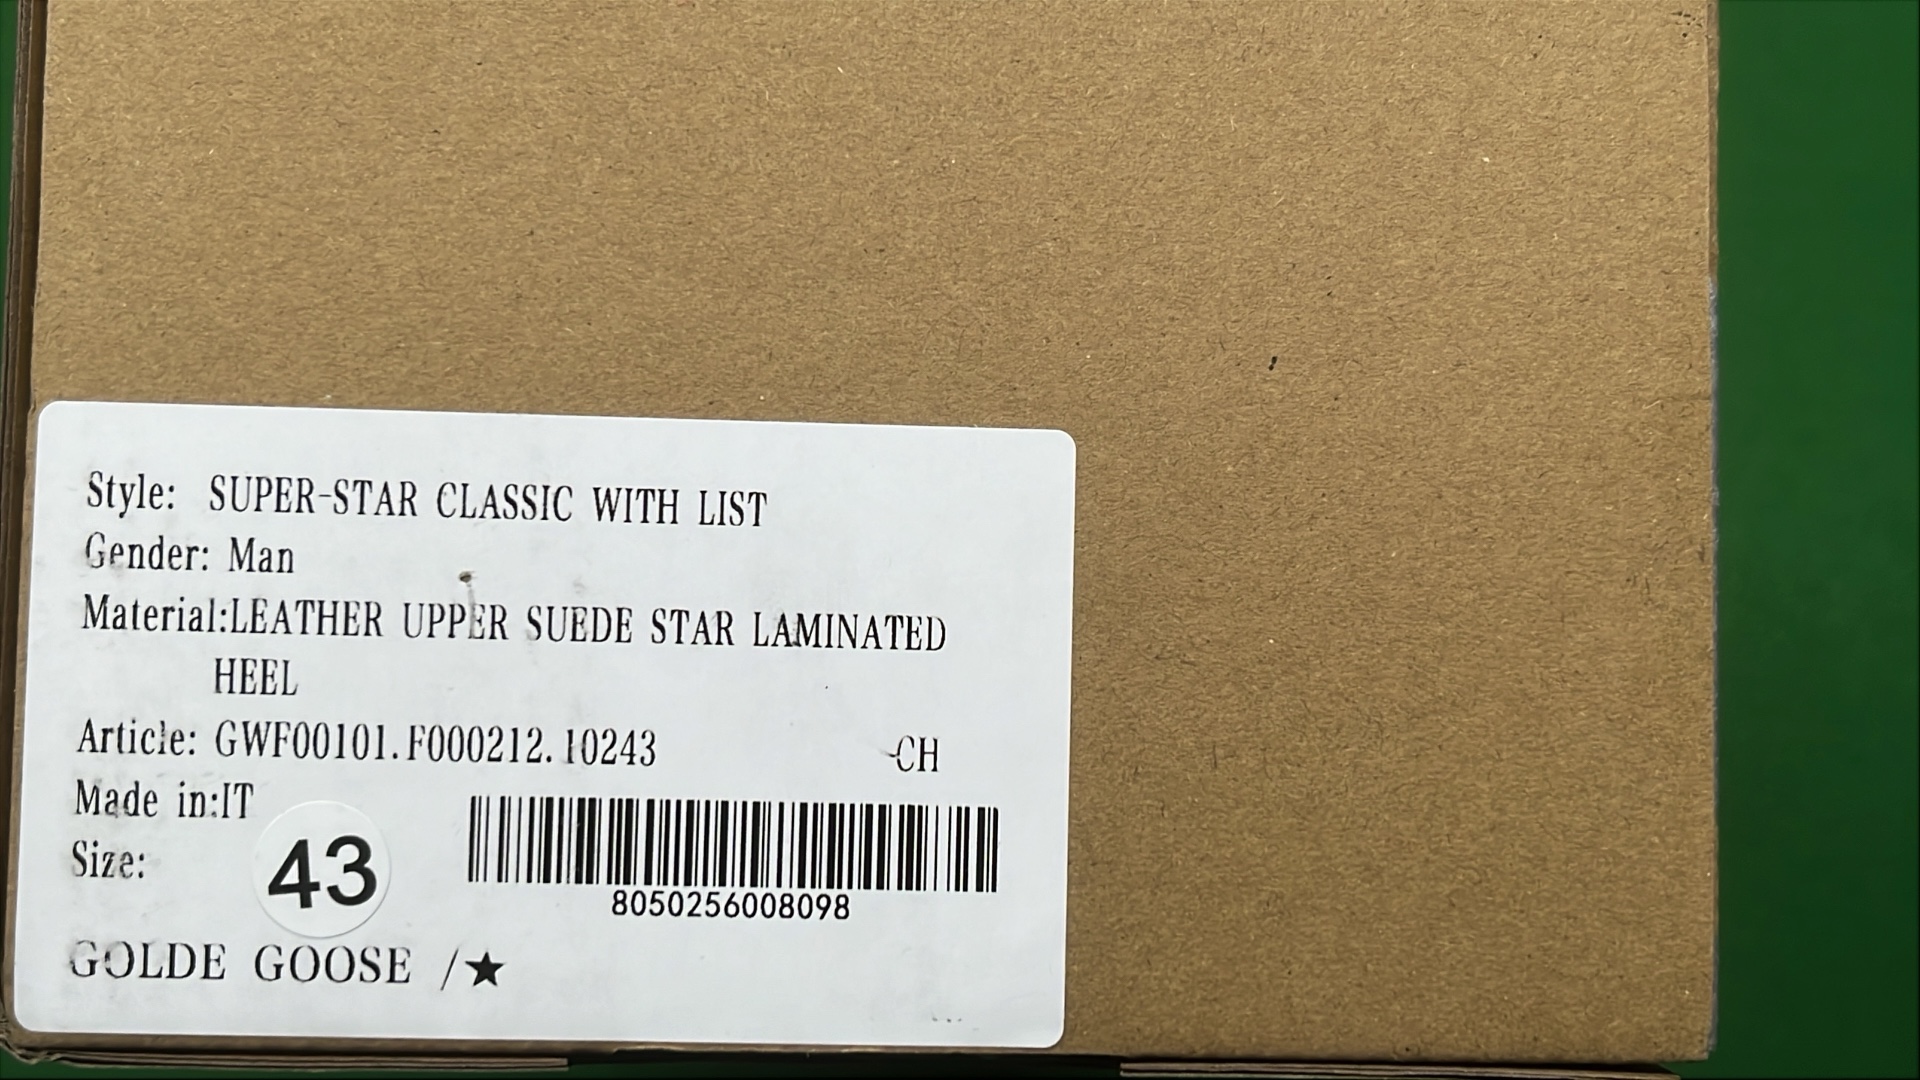 Style: SUPER-STAR CLASSIC WITH LIST
Gender: Man
Material:LEATHER UPPER SUEDE STAR LAMINATED
HEEL
Article: GWF00101.F000212.10243 -CH
Made in:IT
Size: 43
8050256008098
GOLDE GOOSE /★